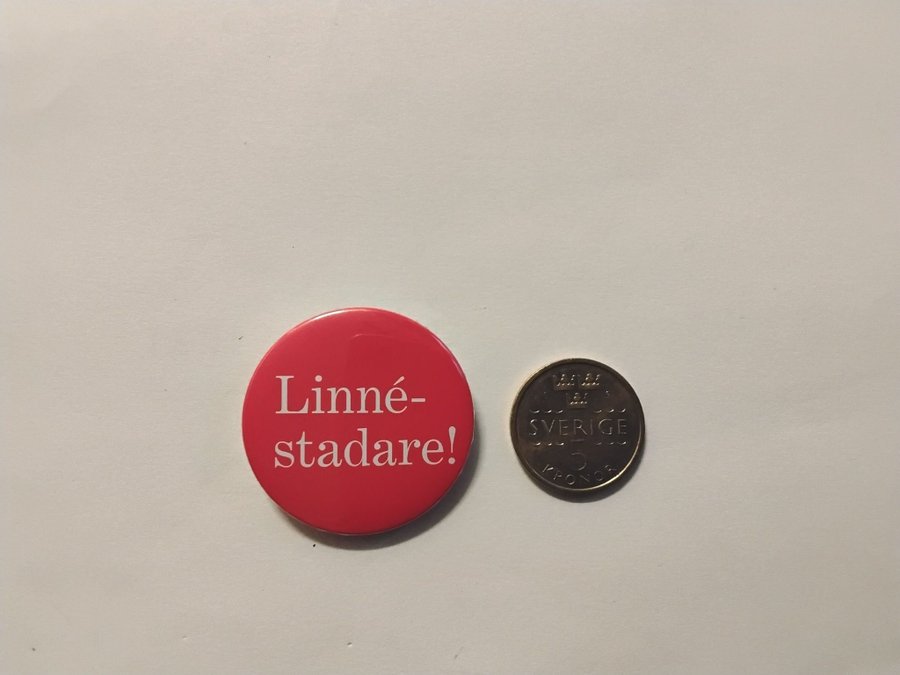 Linné-
stadare!
SVERIGE
5
KRONOR